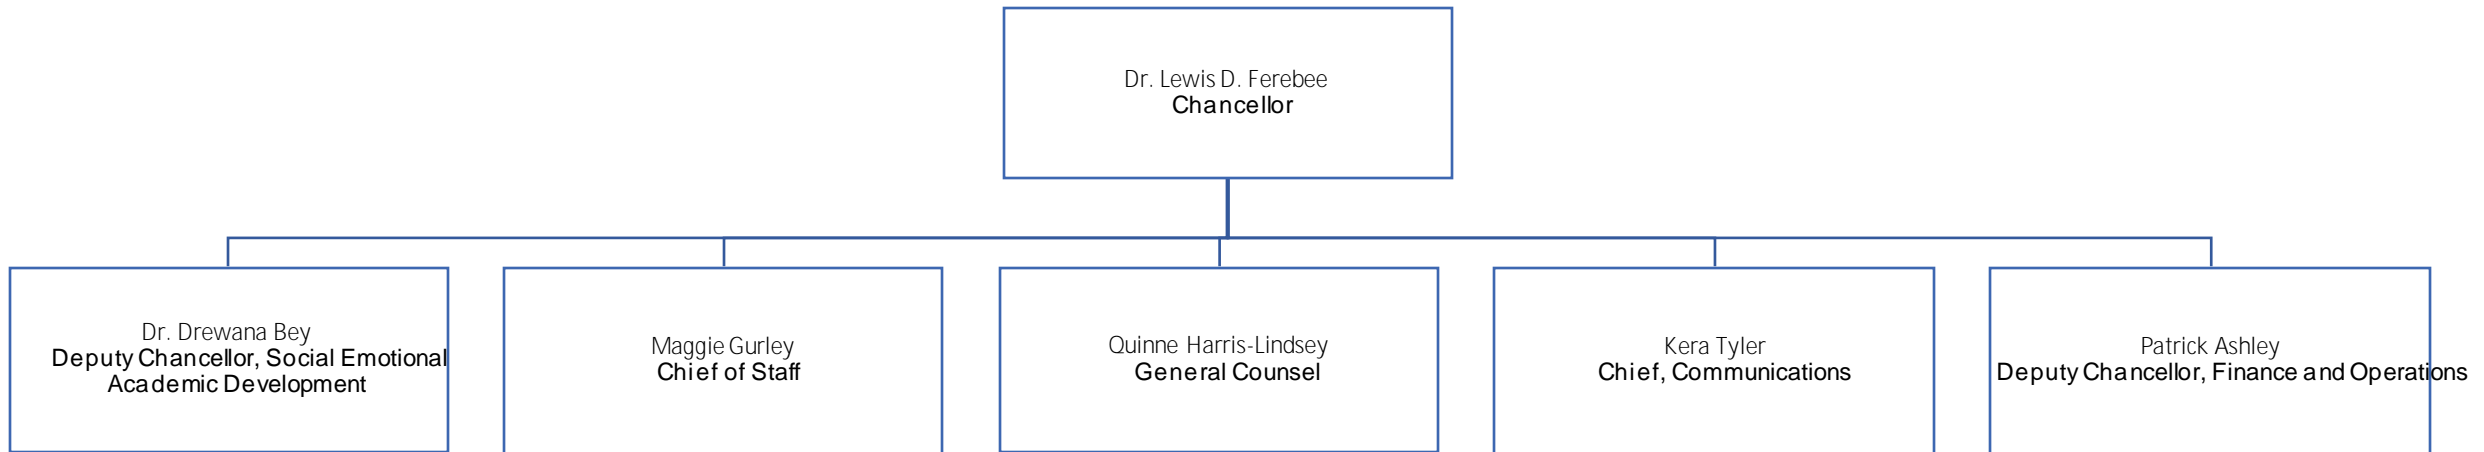 Dr. Lewis D. Ferebee
Chancellor
Dr. Drewana Bey
Deputy Chancellor, Social Emotional
Academic Development
Maggie Gurley
Chief of Staff
Quinne Harris-Lindsey
General Counsel
Kera Tyler
Chief, Communications
Patrick Ashley
Deputy Chancellor, Finance and Operations